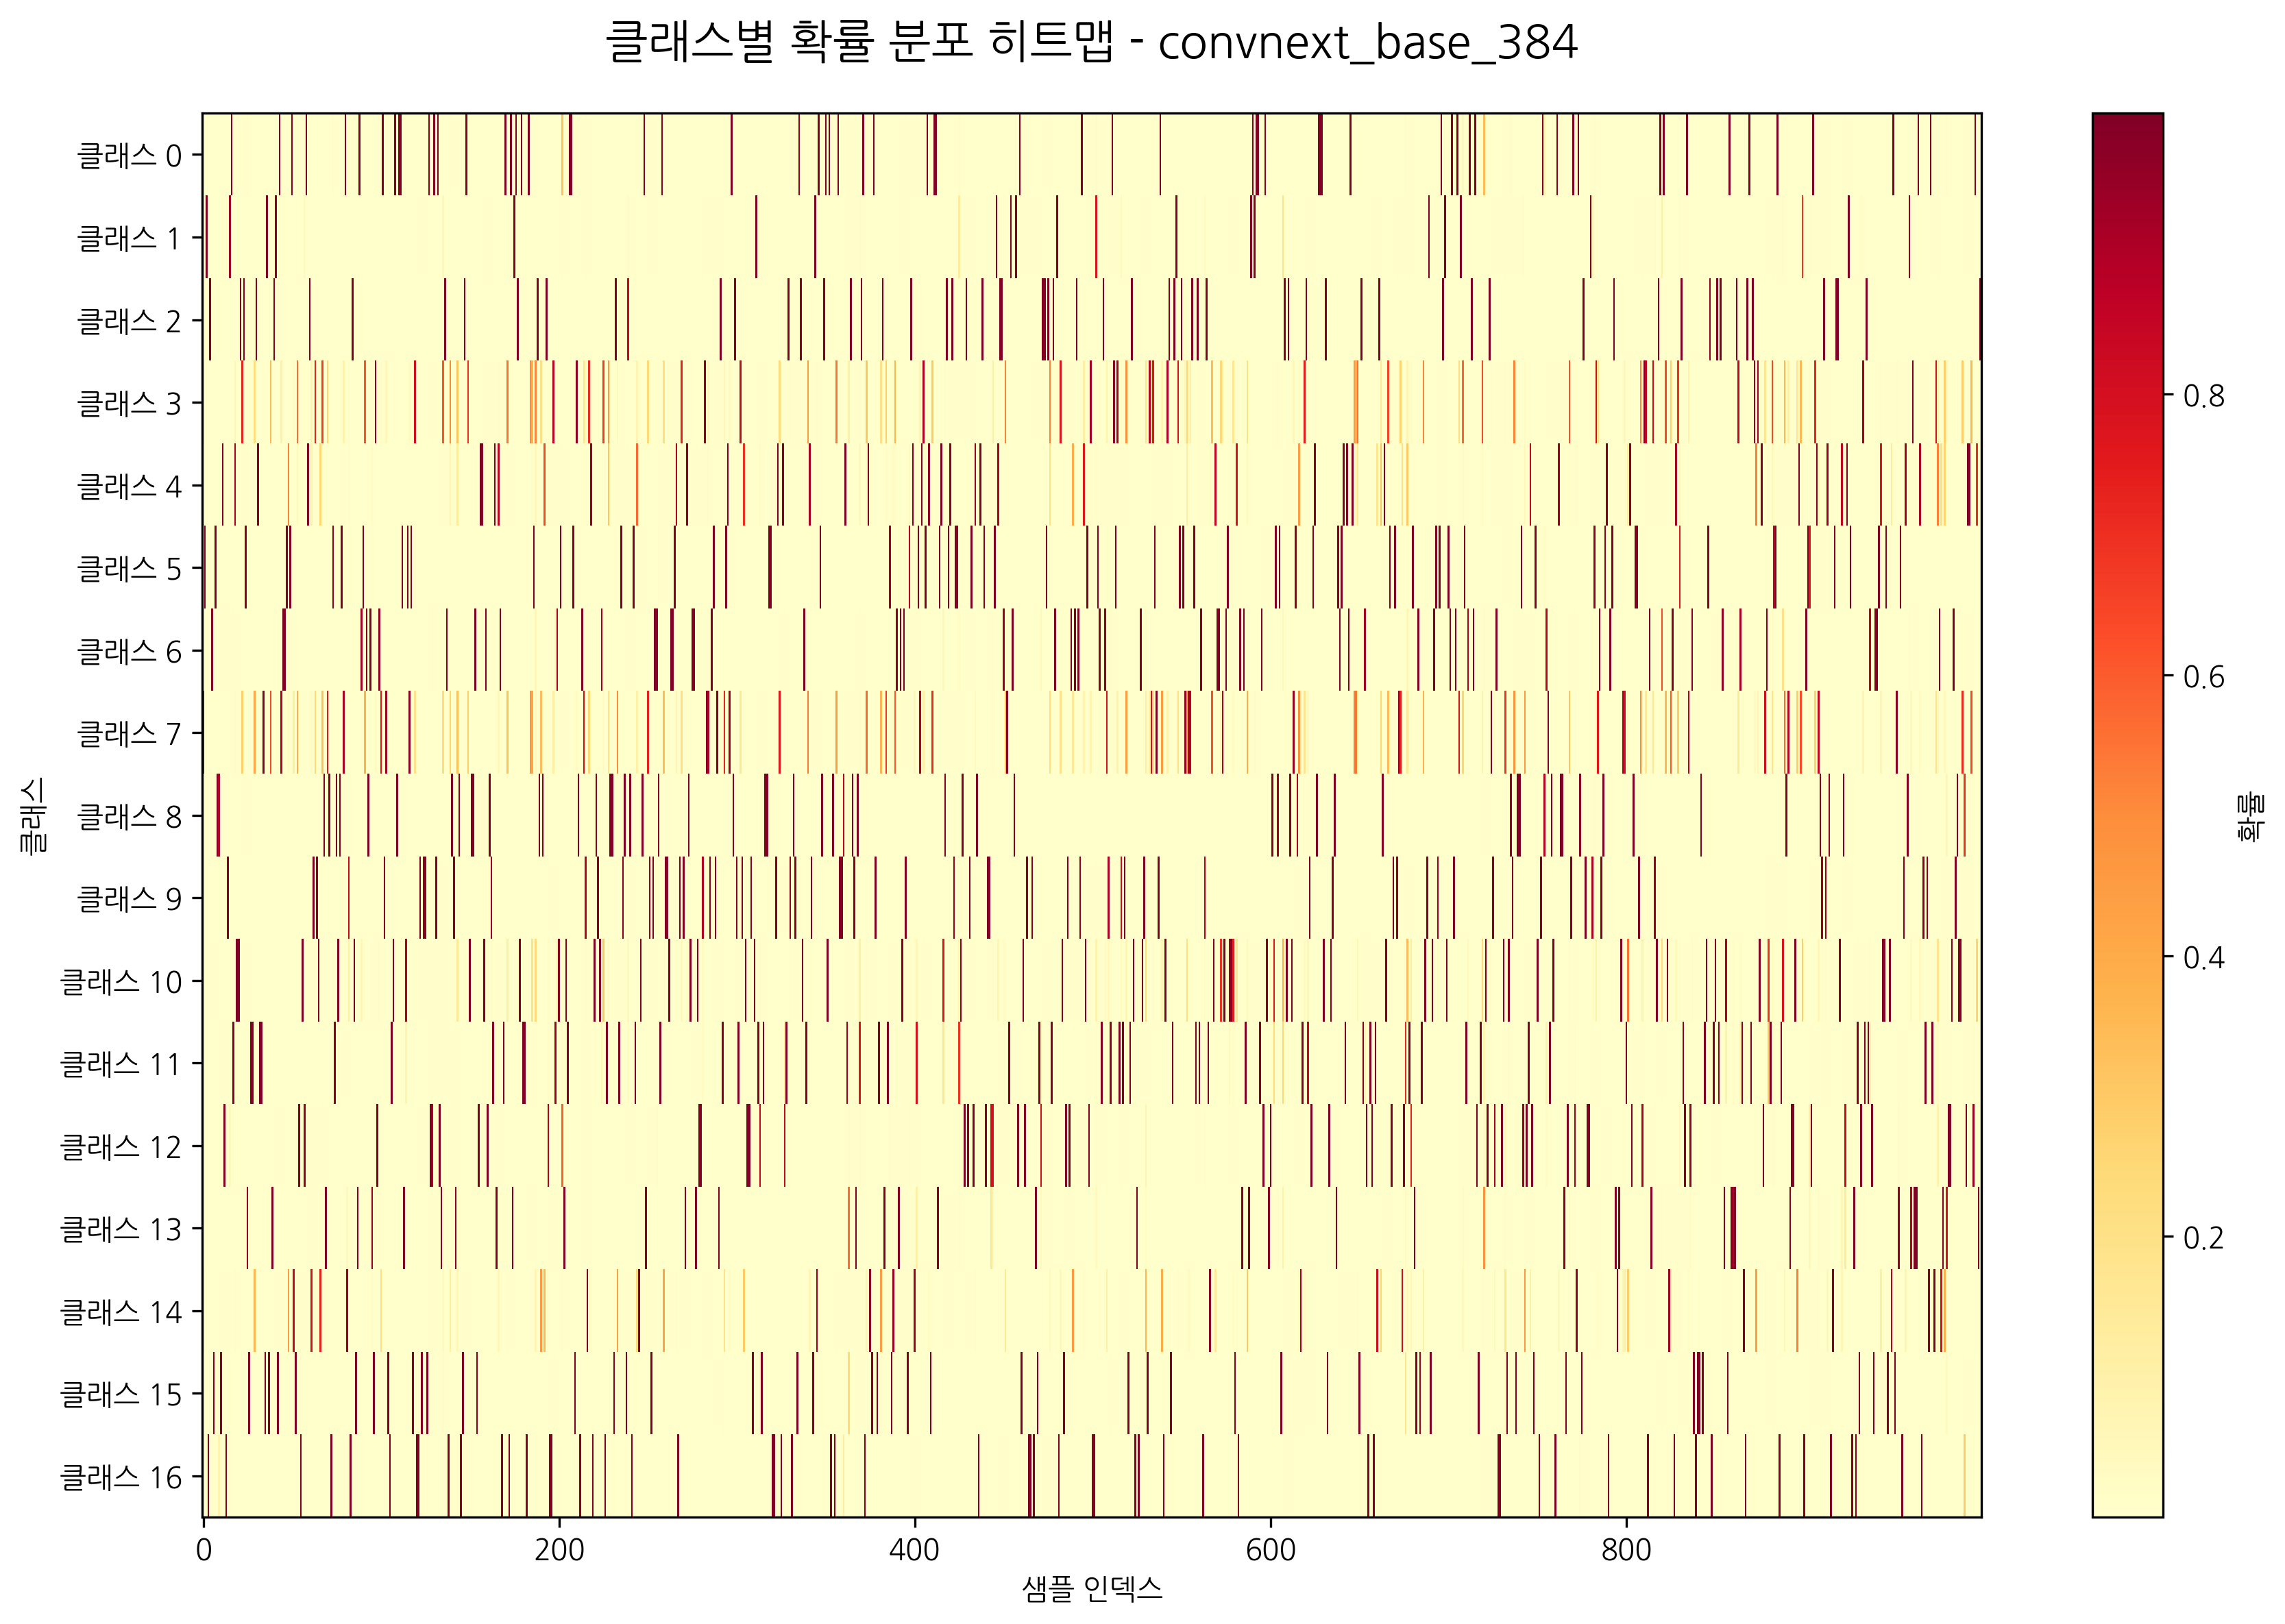 클래스별 확률 분포 히트맵 - convnext_base_384
클래스 0
클래스 1
클래스 2
클래스 3
클래스 4
클래스 5
클래스 6
클래스 7
클래스 8
클래스 9
클래스 10
클래스 11
클래스 12
클래스 13
클래스 14
클래스 15
클래스 16
클래스
0 200 400 600 800
샘플 인덱스
0.8
0.6
0.4
0.2
확률